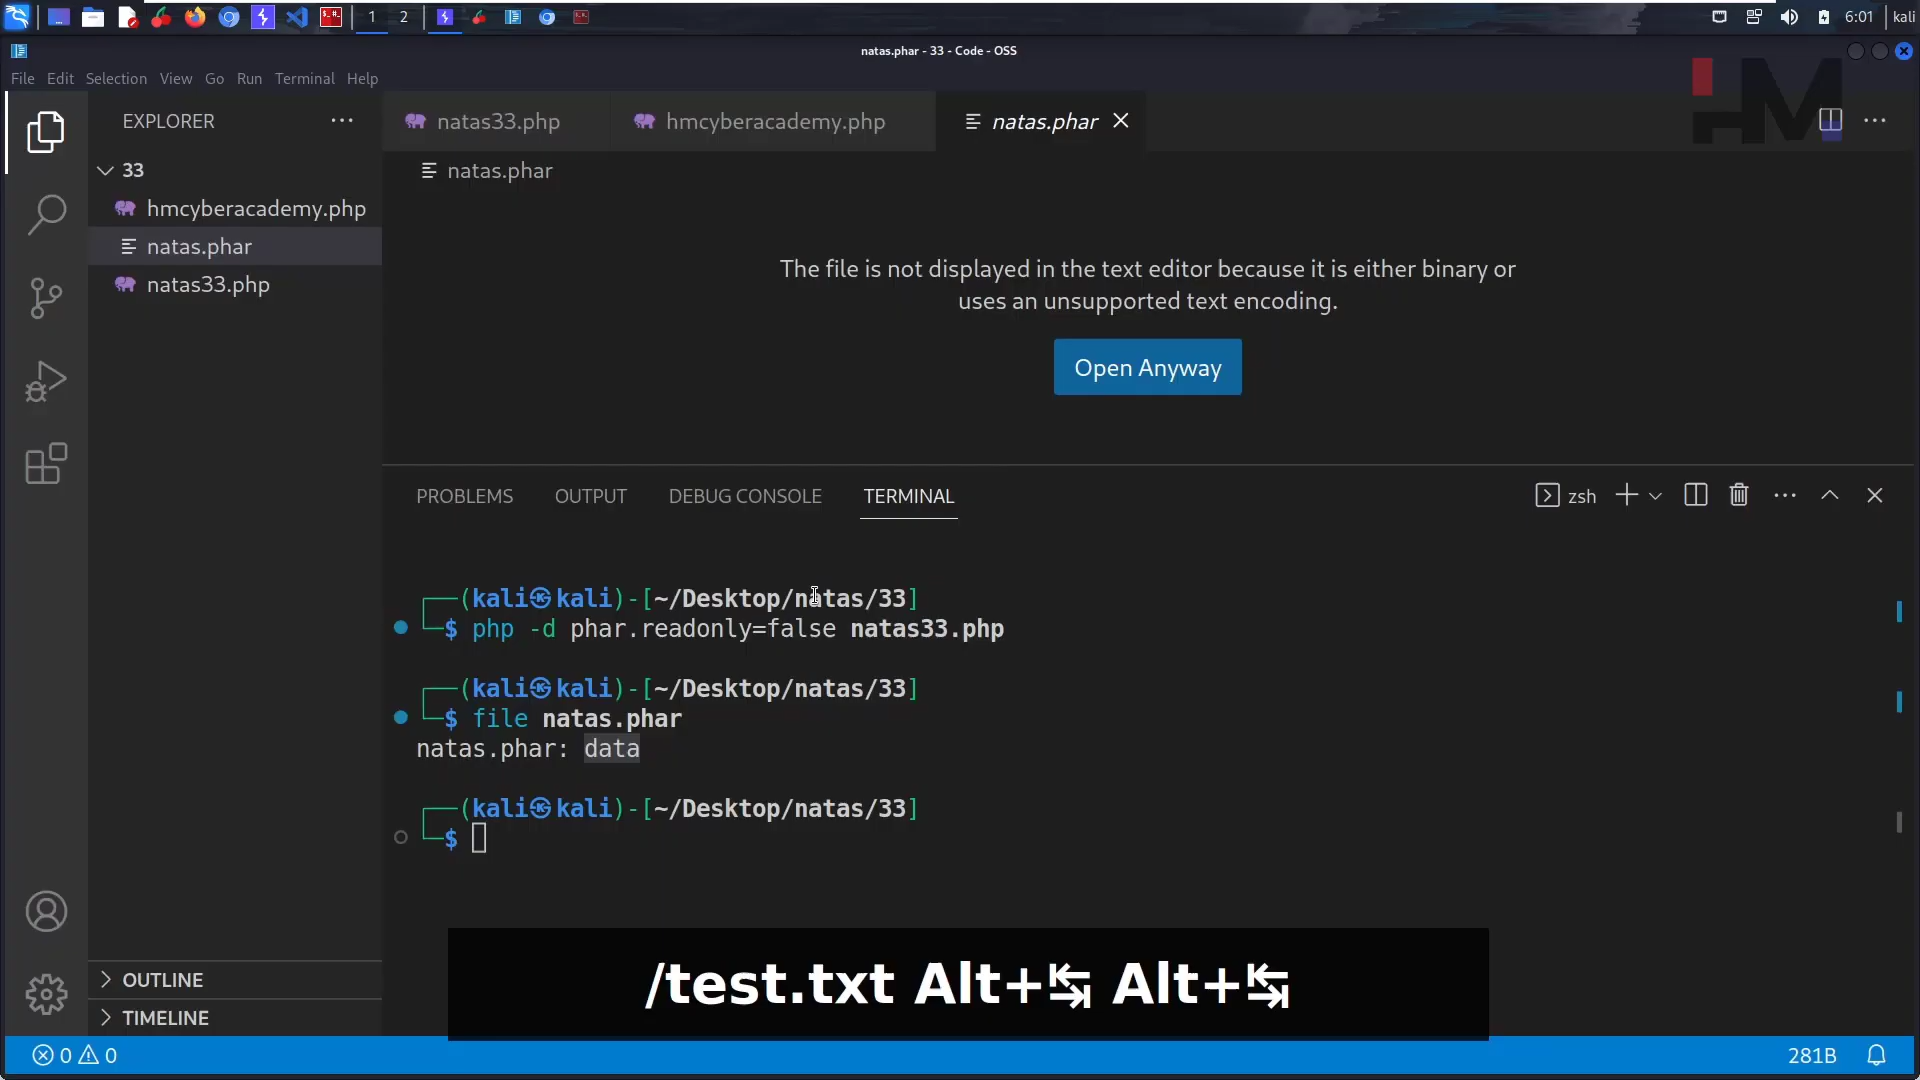 1 2 6:01 kali
natas.phar - 33 - Code - OSS
File Edit Selection View Go Run Terminal Help
HM
EXPLORER
natas33.php hmcyberacademy.php natas.phar
33
natas.phar
hmcyberacademy.php
natas.phar
natas33.php
The file is not displayed in the text editor because it is either binary or
uses an unsupported text encoding.
Open Anyway
PROBLEMS OUTPUT DEBUG CONSOLE TERMINAL
zsh
┌──(kali㉿kali)-[~/Desktop/natas/33]
└─$ php -d phar.readonly=false natas33.php
┌──(kali㉿kali)-[~/Desktop/natas/33]
└─$ file natas.phar
natas.phar: data
┌──(kali㉿kali)-[~/Desktop/natas/33]
└─$
/test.txt Alt+↹ Alt+↹
OUTLINE
TIMELINE
0 0 281B